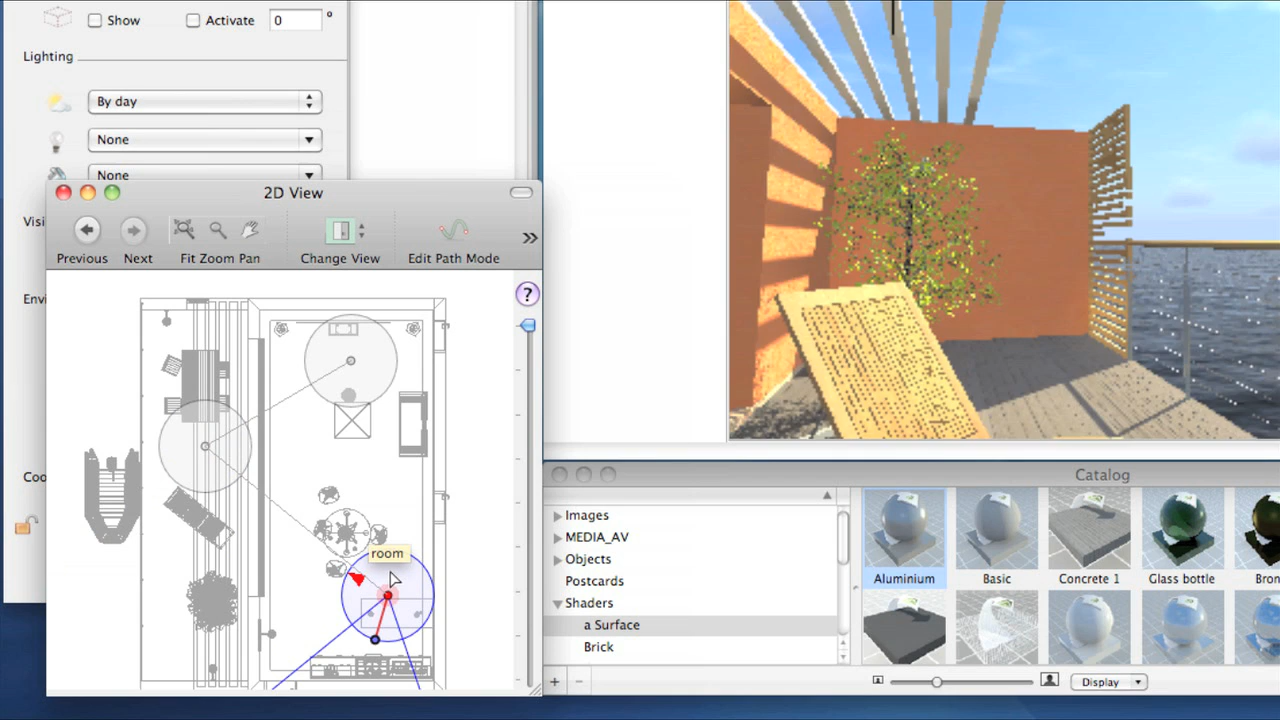 Show
Activate
0
°
Lighting
By day
None
None
Visi
Envi
Coo
2D View
Previous
Next
Fit Zoom Pan
Change View
Edit Path Mode
»
?
room
Catalog
Images
MEDIA_AV
Objects
Postcards
Shaders
a Surface
Brick
Aluminium
Basic
Concrete 1
Glass bottle
Bron
+
-
Display